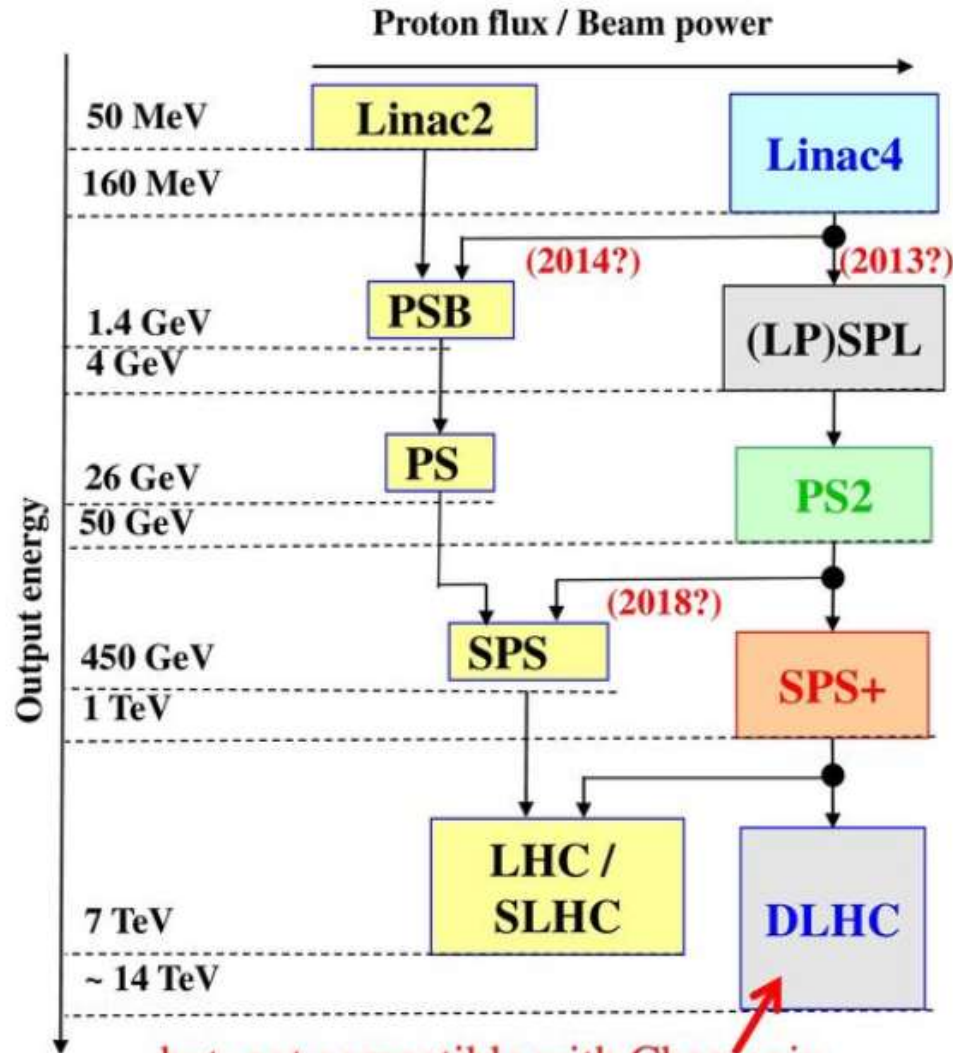 Proton flux / Beam power
50 MeV
Linac2
Linac4
160 MeV
(2014?)
(2013?)
PSB
1.4 GeV
(LP)SPL
4 GeV
PS
26 GeV
PS2
50 GeV
Output energy
(2018?)
SPS
450 GeV
SPS+
1 TeV
LHC /
SLHC
7 TeV
DLHC
~ 14 TeV